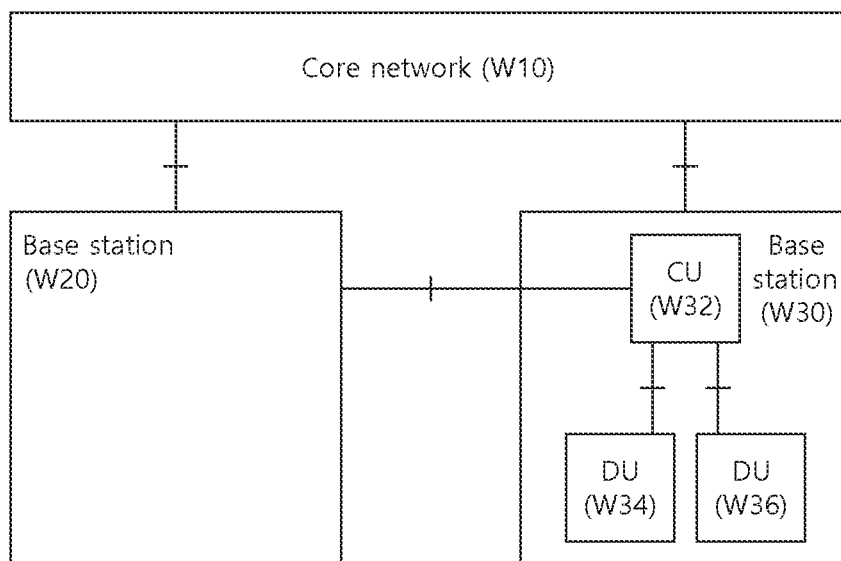 Core network (W10)
Base station
(W20)
CU
(W32)
Base
station
(W30)
DU
(W34)
DU
(W36)